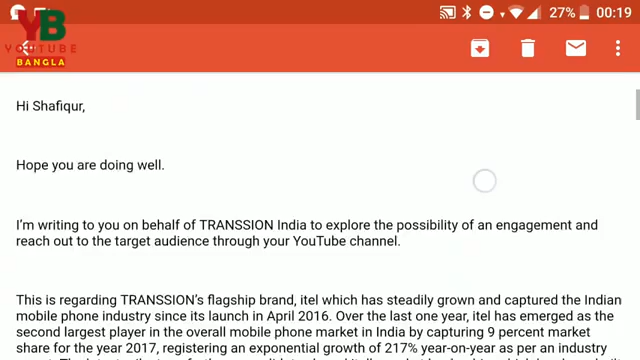 YB
YOUTUBE
BANGLA
27% 00:19
Hi Shafiqur,
Hope you are doing well.
I'm writing to you on behalf of TRANSSION India to explore the possibility of an engagement and
reach out to the target audience through your YouTube channel.
This is regarding TRANSSION's flagship brand, itel which has steadily grown and captured the Indian
mobile phone industry since its launch in April 2016. Over the last one year, itel has emerged as the
second largest player in the overall mobile phone market in India by capturing 9 percent market
share for the year 2017, registering an exponential growth of 217% year-on-year as per an industry